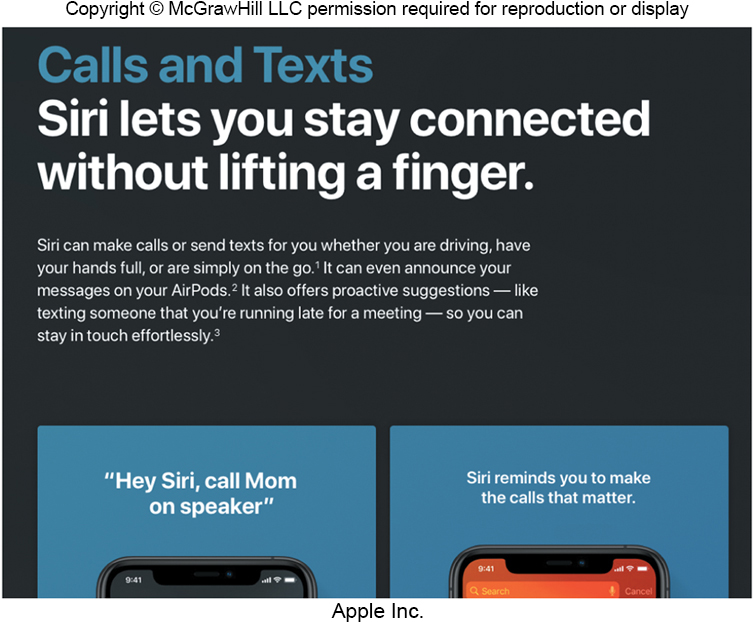 Copyright © McGrawHill LLC permission required for reproduction or display
Calls and Texts
Siri lets you stay connected
without lifting a finger.
Siri can make calls or send texts for you whether you are driving, have
your hands full, or are simply on the go.¹ It can even announce your
messages on your AirPods.² It also offers proactive suggestions — like
texting someone that you’re running late for a meeting — so you can
stay in touch effortlessly.³
“Hey Siri, call Mom
on speaker”
Siri reminds you to make
the calls that matter.
9:41
9:41
Search
Cancel
Apple Inc.